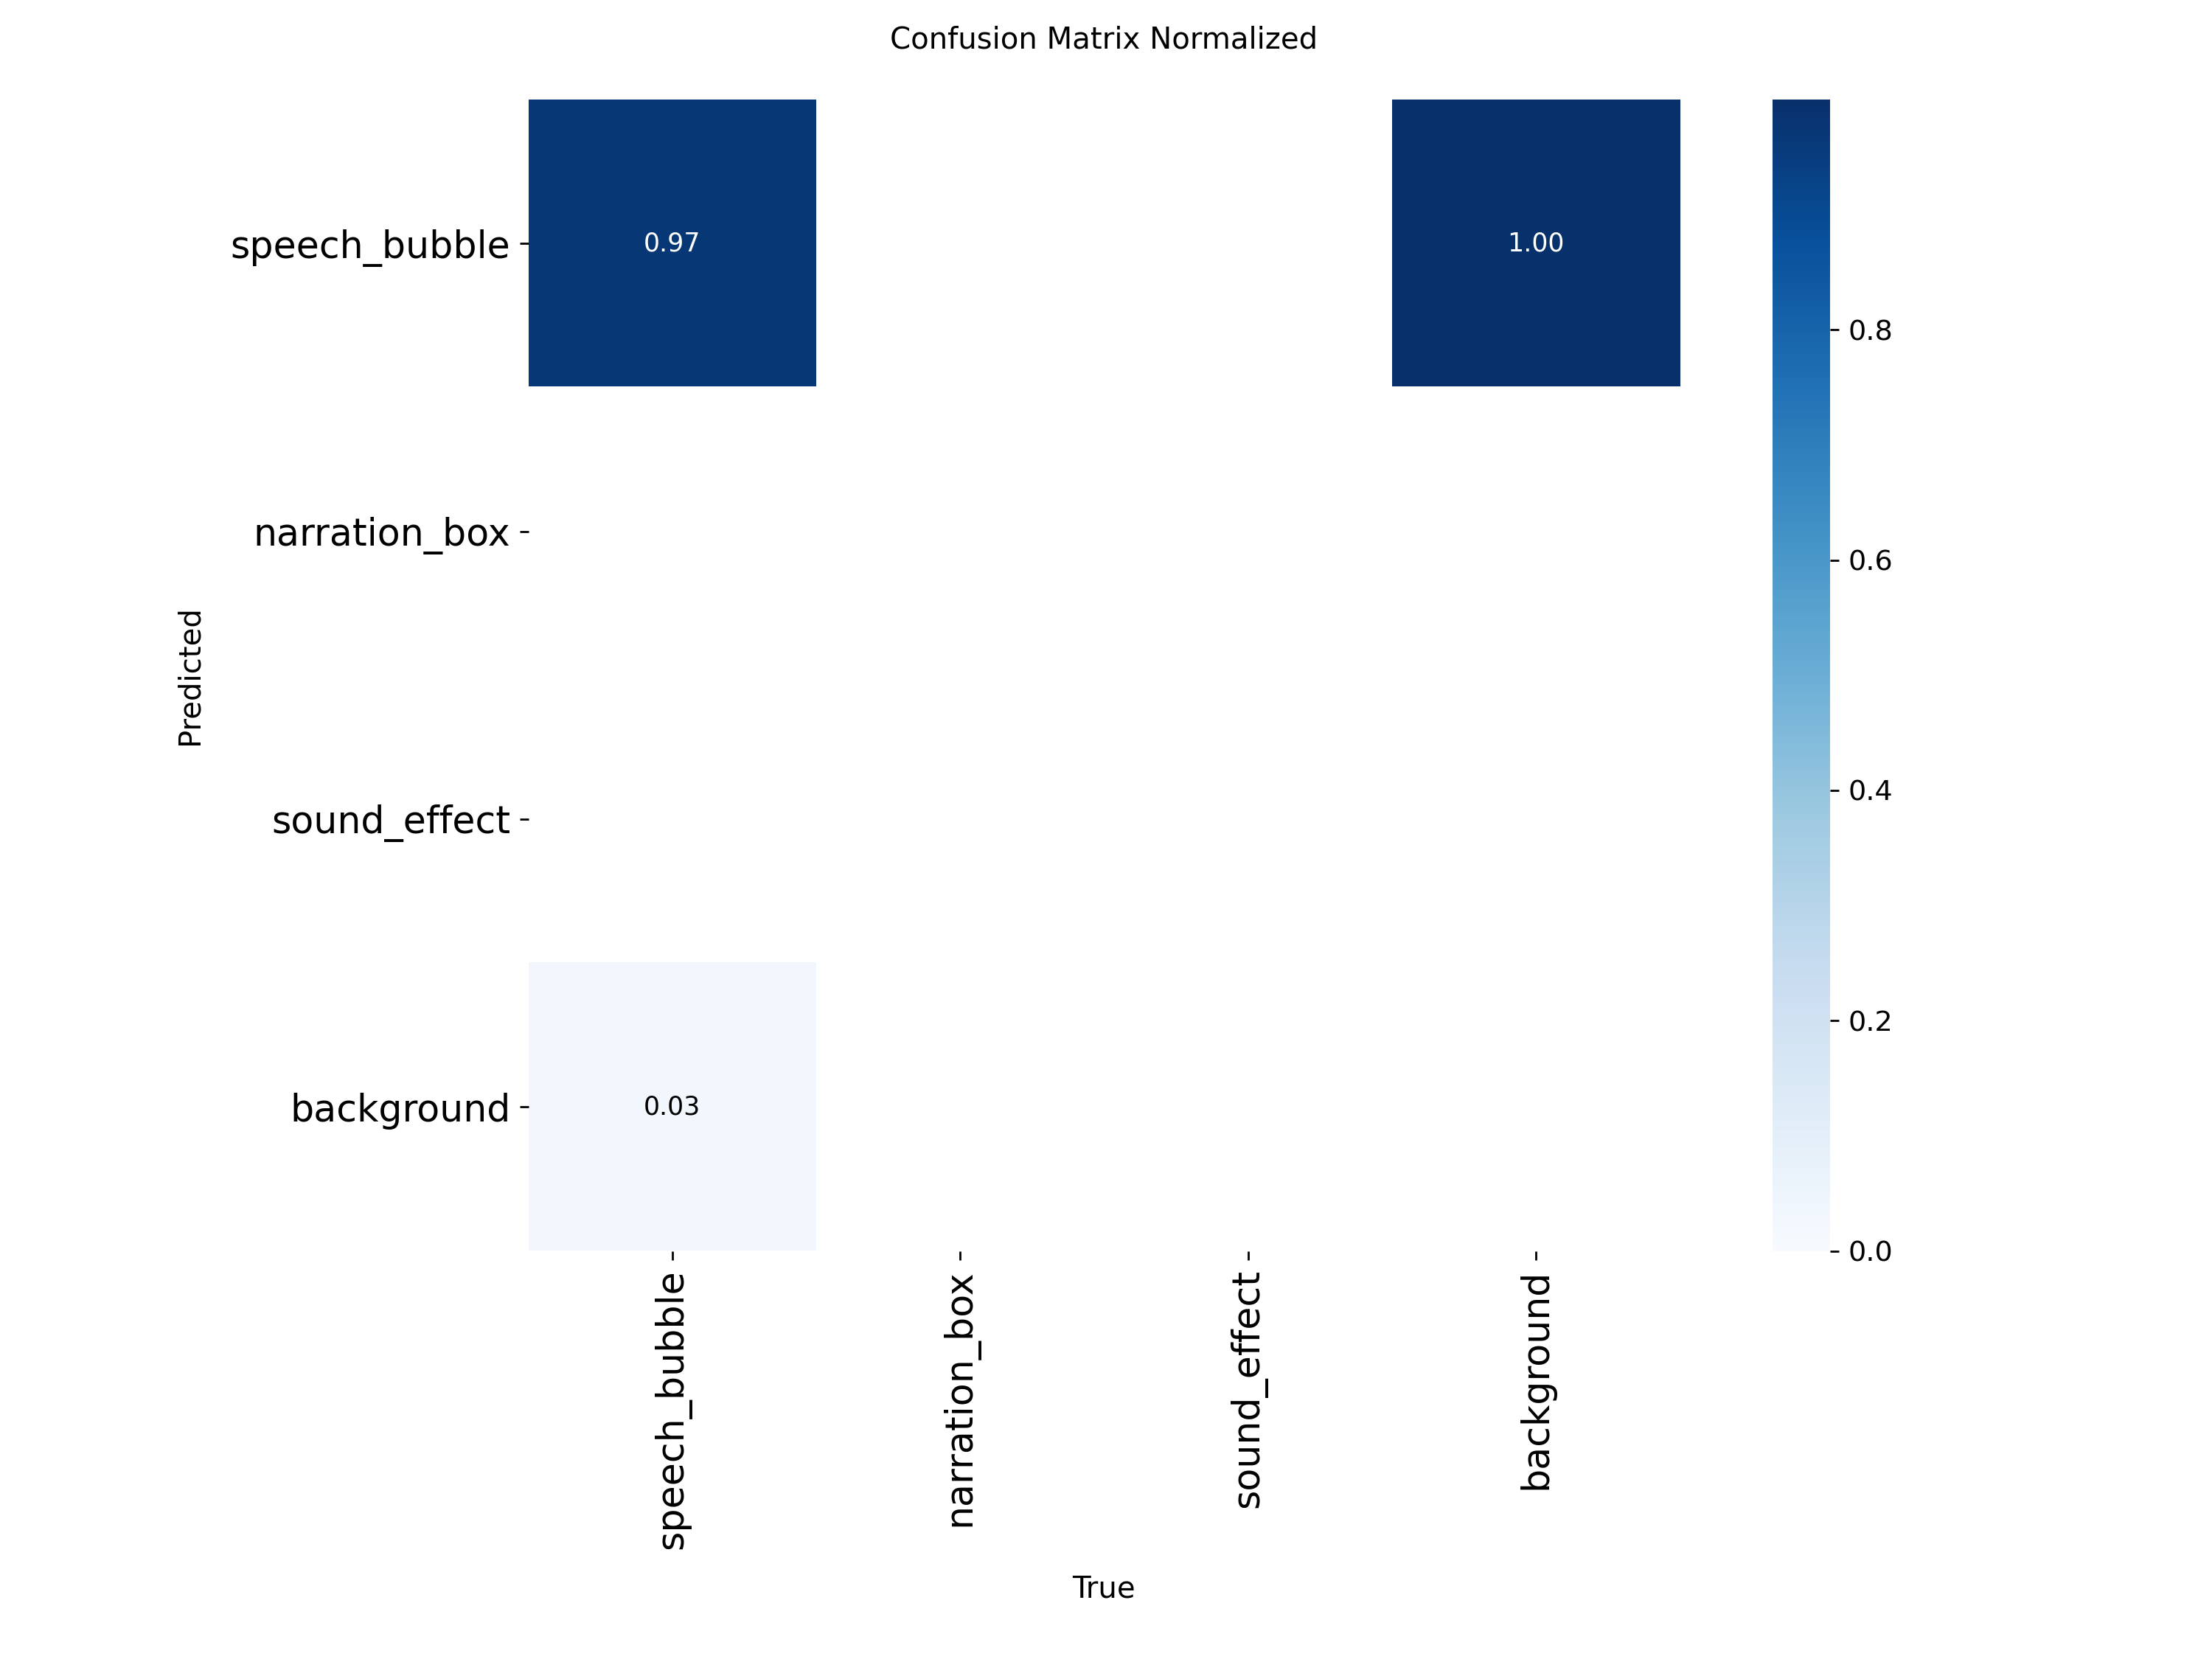 Confusion Matrix Normalized
speech_bubble
0.97
1.00
narration_box
sound_effect
background
0.03
Predicted
0.8
0.6
0.4
0.2
0.0
speech_bubble
narration_box
sound_effect
background
True